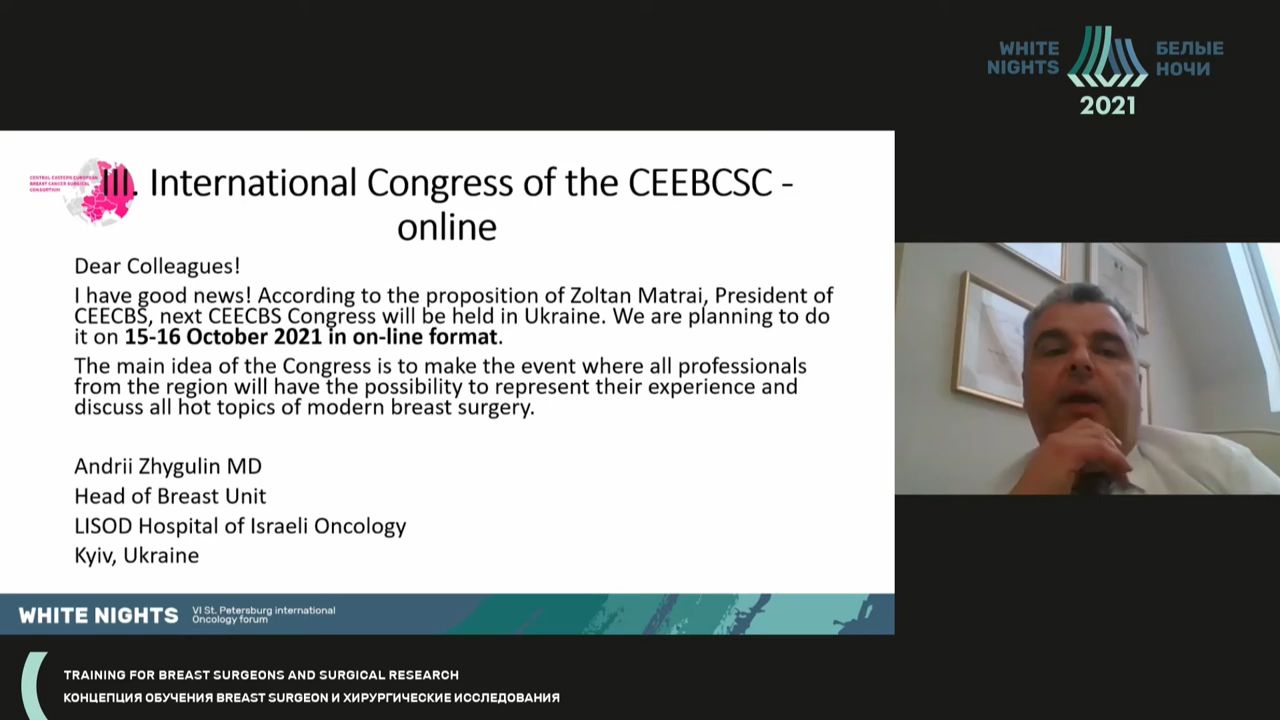 WHITE
NIGHTS
БЕЛЫЕ
НОЧИ
2021
CENTRAL EASTERN EUROPEAN
BREAST CANCER SURGICAL
CONSORTIUM
III. International Congress of the CEEBCSC -
online
Dear Colleagues!
I have good news! According to the proposition of Zoltan Matrai, President of
CEECBS, next CEECBS Congress will be held in Ukraine. We are planning to do
it on 15-16 October 2021 in on-line format.
The main idea of the Congress is to make the event where all professionals
from the region will have the possibility to represent their experience and
discuss all hot topics of modern breast surgery.
Andrii Zhygulin MD
Head of Breast Unit
LISOD Hospital of Israeli Oncology
Kyiv, Ukraine
WHITE NIGHTS
VI St. Petersburg international
Oncology forum
TRAINING FOR BREAST SURGEONS AND SURGICAL RESEARCH
КОНЦЕПЦИЯ ОБУЧЕНИЯ BREAST SURGEON И ХИРУРГИЧЕСКИЕ ИССЛЕДОВАНИЯ